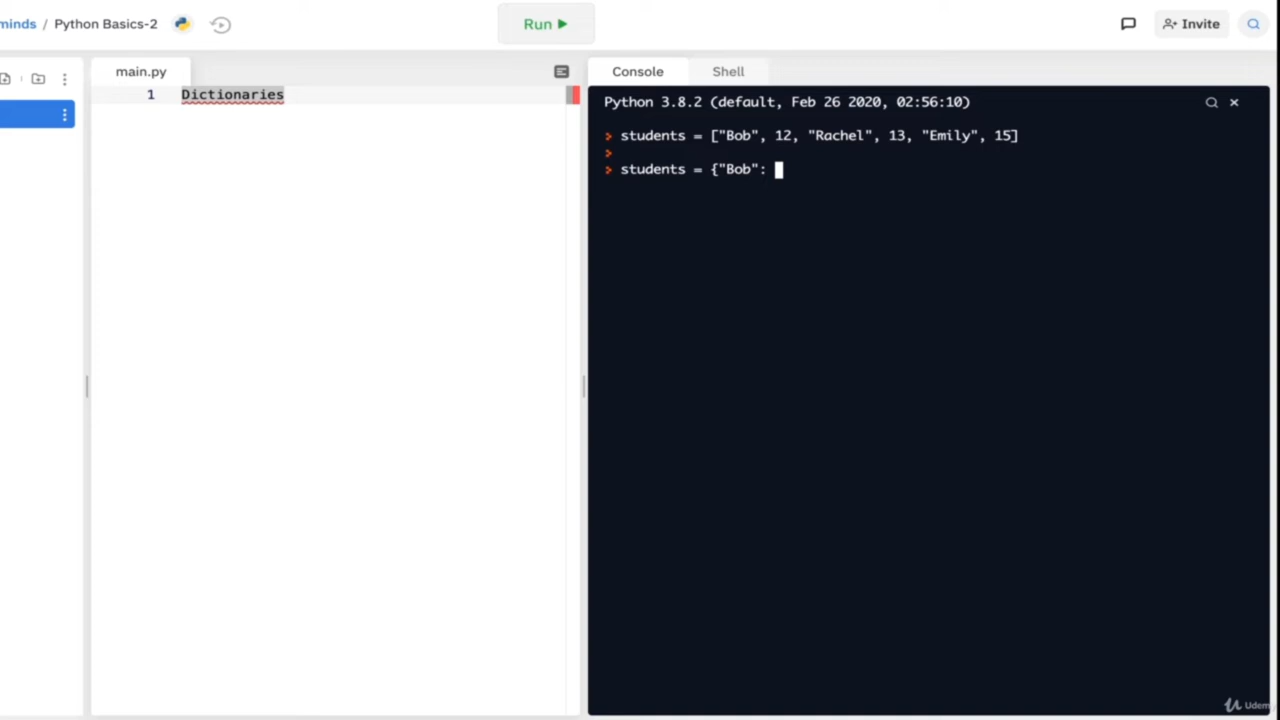 minds / Python Basics-2
Run
Invite
main.py
1 Dictionaries
Console
Shell
Python 3.8.2 (default, Feb 26 2020, 02:56:10)
> students = ["Bob", 12, "Rachel", 13, "Emily", 15]
>
> students = {"Bob":
Udemy